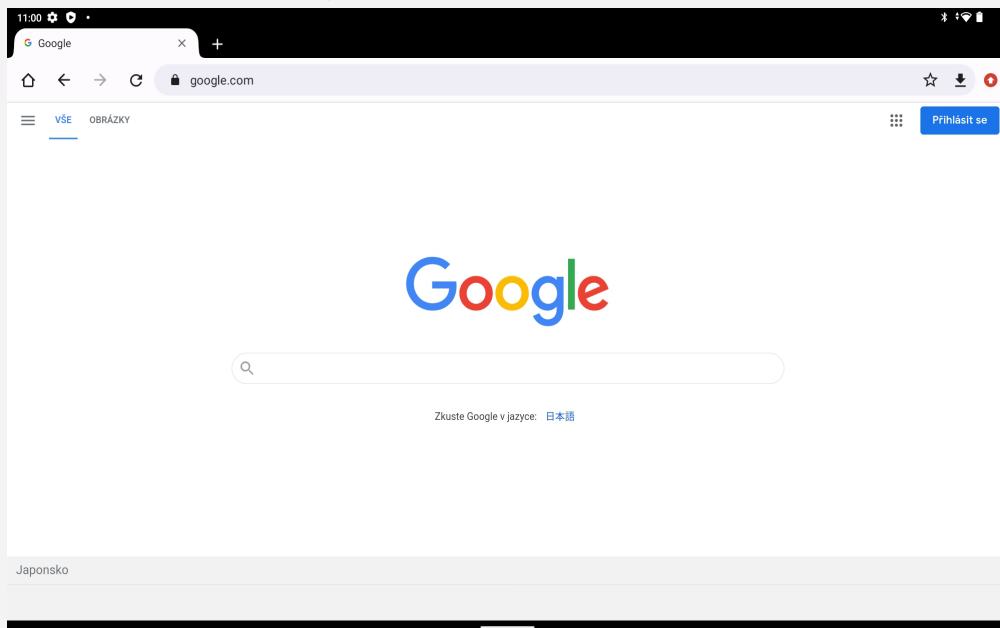 11:00
Google
google.com
VŠE OBRÁZKY
Přihlásit se
Google
Zkuste Google v jazyce: 日本語
Japonsko